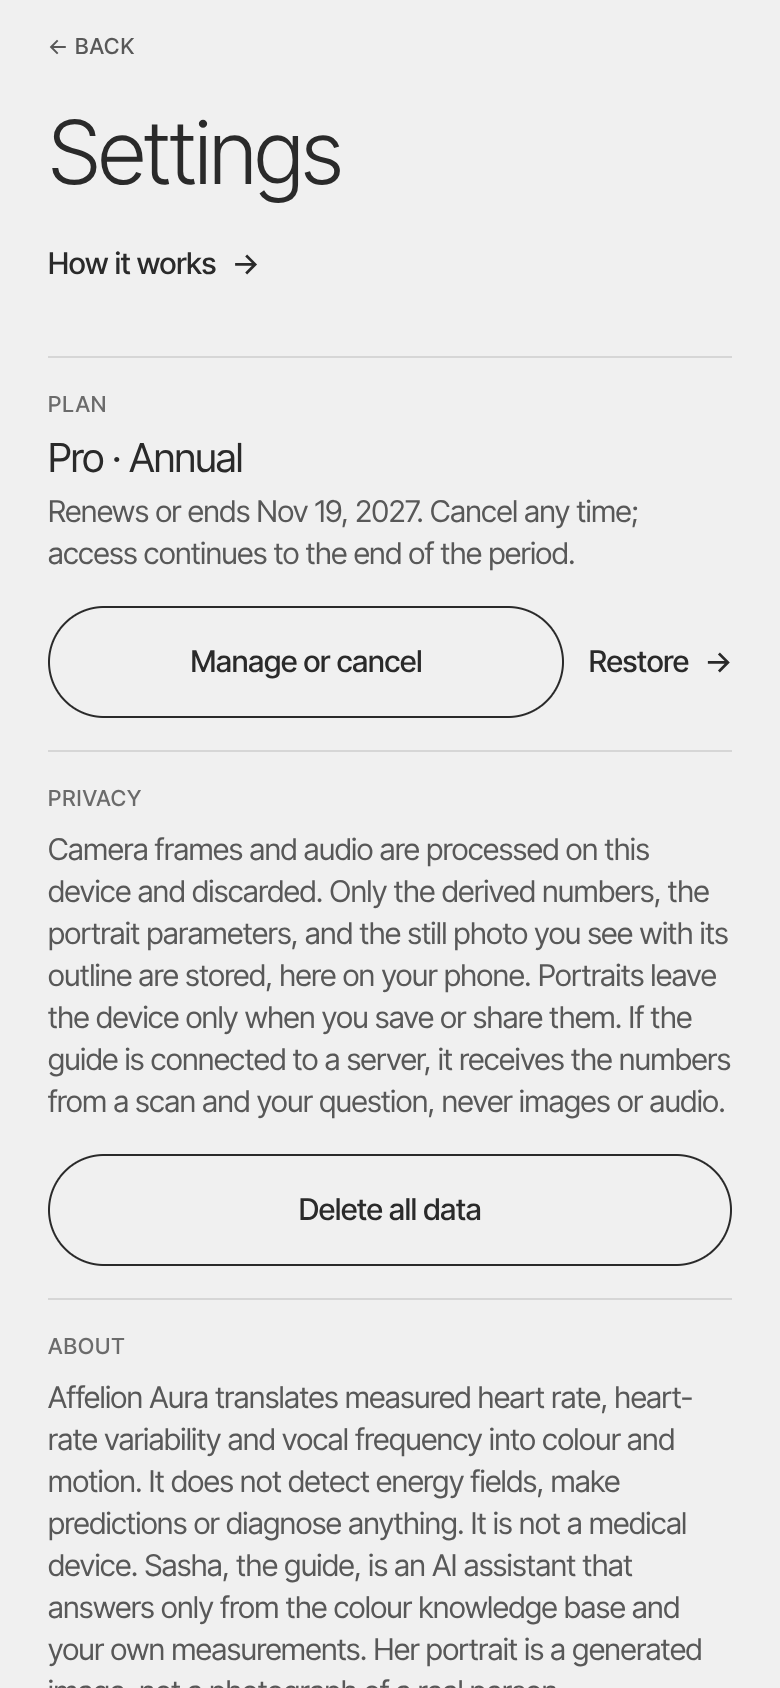 ← BACK
Settings
How it works →
PLAN
Pro · Annual
Renews or ends Nov 19, 2027. Cancel any time;
access continues to the end of the period.
Manage or cancel
Restore →
PRIVACY
Camera frames and audio are processed on this
device and discarded. Only the derived numbers, the
portrait parameters, and the still photo you see with its
outline are stored, here on your phone. Portraits leave
the device only when you save or share them. If the
guide is connected to a server, it receives the numbers
from a scan and your question, never images or audio.
Delete all data
ABOUT
Affelion Aura translates measured heart rate, heart-
rate variability and vocal frequency into colour and
motion. It does not detect energy fields, make
predictions or diagnose anything. It is not a medical
device. Sasha, the guide, is an AI assistant that
answers only from the colour knowledge base and
your own measurements. Her portrait is a generated
image, not a photograph of a real person.